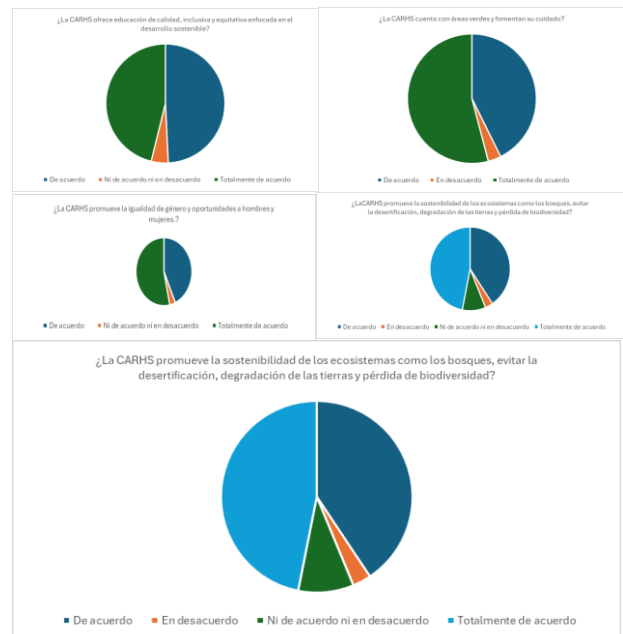 ¿La CARHS ofrece educación de calidad, inclusiva y equitativa enfocada en el
desarrollo sostenible?
De acuerdo Ni de acuerdo ni en desacuerdo Totalmente de acuerdo
¿La CARHS cuenta con áreas verdes y fomentan su cuidado?
De acuerdo En desacuerdo Totalmente de acuerdo
¿La CARHS promueve la igualdad de género y oportunidades a hombres y
mujeres.?
De acuerdo Ni de acuerdo ni en desacuerdo Totalmente de acuerdo
¿LaCARHS promueve la sostenibilidad de los ecosistemas como los bosques, evitar
la desertificación, degradación de las tierras y pérdida de biodiversidad?
De acuerdo En desacuerdo Ni de acuerdo ni en desacuerdo Totalmente de acuerdo
¿La CARHS promueve la sostenibilidad de los ecosistemas como los bosques, evitar la
desertificación, degradación de las tierras y pérdida de biodiversidad?
De acuerdo En desacuerdo Ni de acuerdo ni en desacuerdo Totalmente de acuerdo